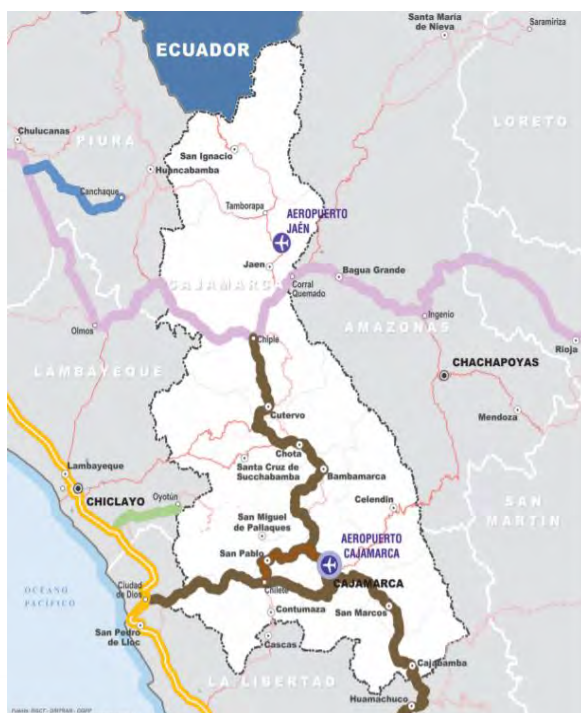 ECUADOR
Santa María
de Nieva
Saramiriza
LORETO
Chulucanas
PIURA
San Ignacio
Huancabamba
Canchaque
Tamborapa
AEROPUERTO
JAÉN
Jaen
Bagua Grande
CAJAMARCA
Corral
Quemado
Olmos
Chiple
AMAZONAS
Ingenio
Rioja
LAMBAYEQUE
CHACHAPOYAS
Cutervo
Mendoza
Chota
Lambayeque
Santa Cruz de
Succhabamba
Bambamarca
CHICLAYO
Oyotún
Celendín
SAN
MARTIN
San Miguel
de Pallaques
AEROPUERTO
CAJAMARCA
San Pablo
CAJAMARCA
OCÉANO
PACÍFICO
Ciudad
de Dios
Chilete
Contumaza
San Marcos
San Pedro
de Lloc
Cascas
Cajabamba
LA LIBERTAD
Huamachuco